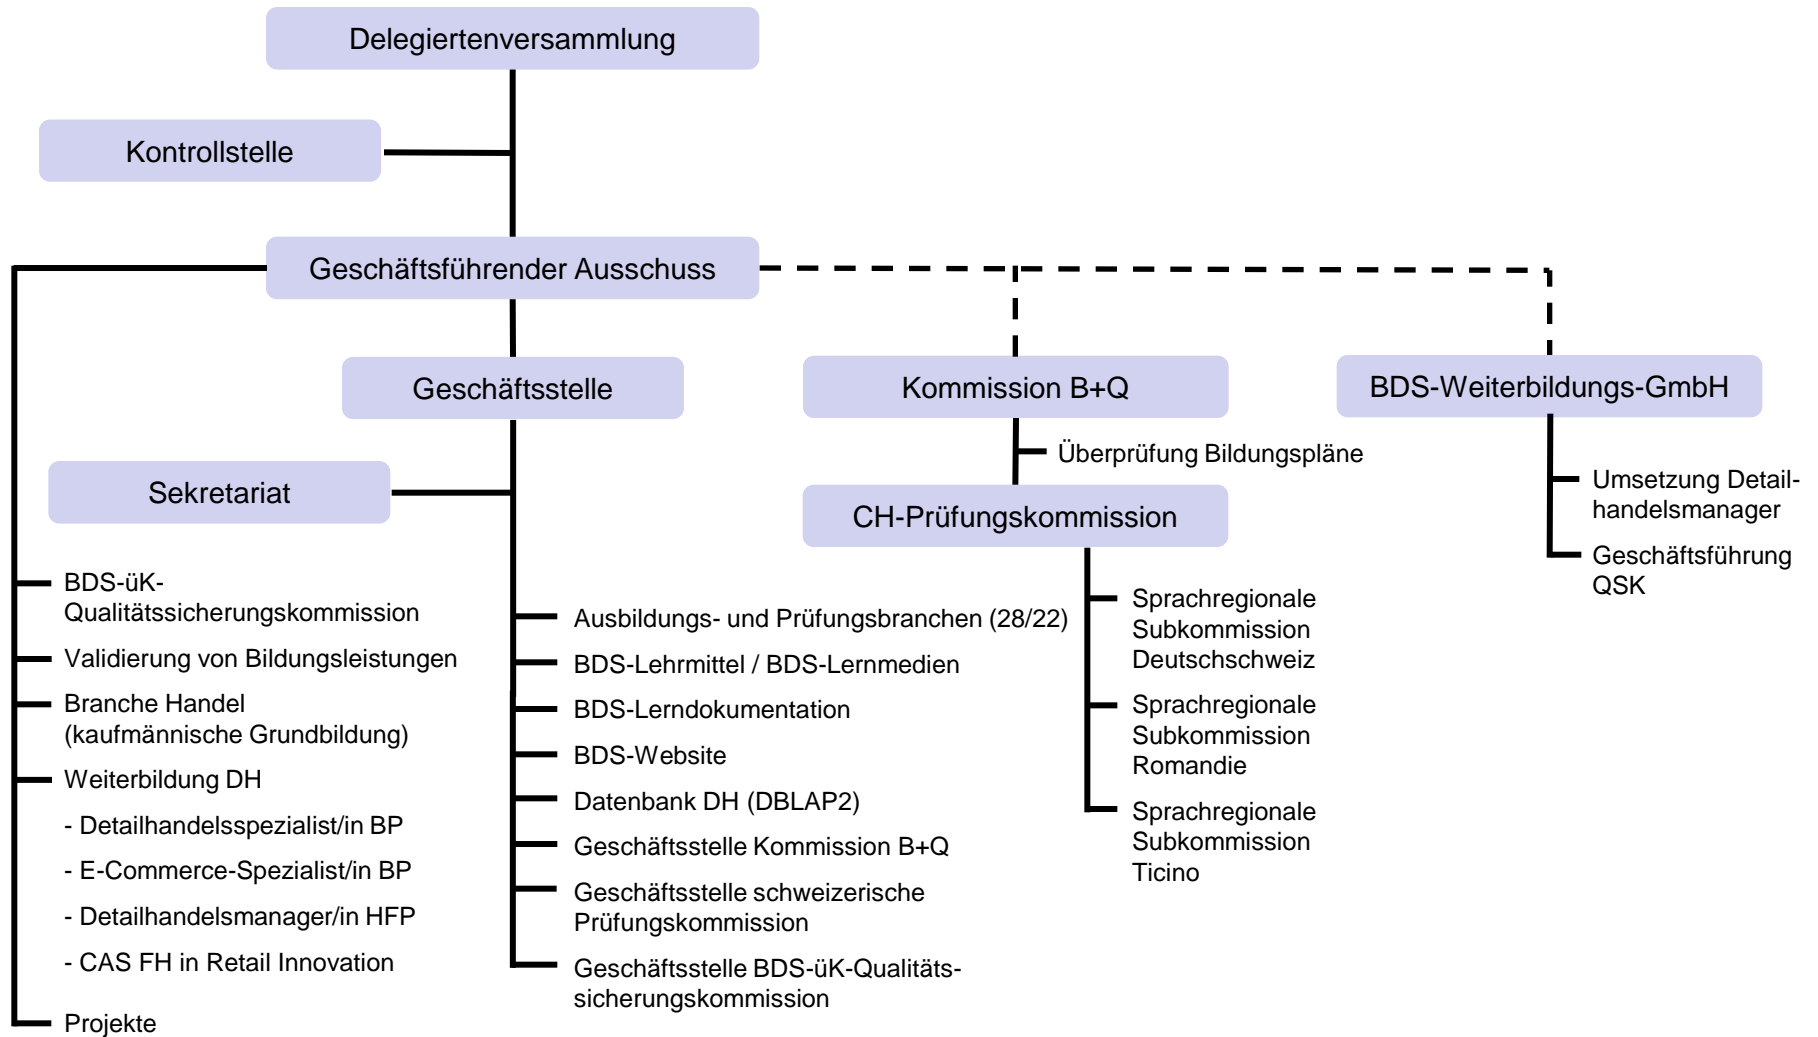 Delegiertenversammlung
Kontrollstelle
Geschäftsführender Ausschuss
Geschäftsstelle
Kommission B+Q
BDS-Weiterbildungs-GmbH
Sekretariat
Überprüfung Bildungspläne
CH-Prüfungskommission
Umsetzung Detail-
handelsmanager
Geschäftsführung
QSK
BDS-üK-
Qualitätssicherungskommission
Validierung von Bildungsleistungen
Branche Handel
(kaufmännische Grundbildung)
Weiterbildung DH
- Detailhandelsspezialist/in BP
- E-Commerce-Spezialist/in BP
- Detailhandelsmanager/in HFP
- CAS FH in Retail Innovation
Projekte
Ausbildungs- und Prüfungsbranchen (28/22)
BDS-Lehrmittel / BDS-Lernmedien
BDS-Lerndokumentation
BDS-Website
Datenbank DH (DBLAP2)
Geschäftsstelle Kommission B+Q
Geschäftsstelle schweizerische
Prüfungskommission
Geschäftsstelle BDS-üK-Qualitäts-
sicherungskommission
Sprachregionale
Subkommission
Deutschschweiz
Sprachregionale
Subkommission
Romandie
Sprachregionale
Subkommission
Ticino